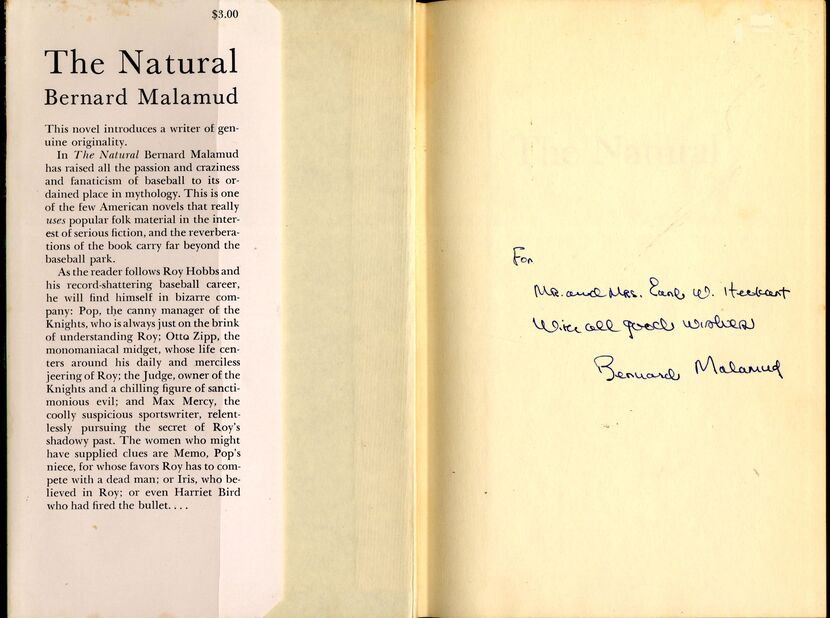 $3.00
The Natural
Bernard Malamud
This novel introduces a writer of gen-
uine originality.
In The Natural Bernard Malamud
has raised all the passion and craziness
and fanaticism of baseball to its or-
dained place in mythology. This is one
of the few American novels that really
uses popular folk material in the inter-
est of serious fiction, and the reverbera-
tions of the book carry far beyond the
baseball park.
As the reader follows Roy Hobbs and
his record-shattering baseball career,
he will find himself in bizarre com-
pany: Pop, the canny manager of the
Knights, who is always just on the brink
of understanding Roy; Otto Zipp, the
monomaniacal midget, whose life cen-
ters around his daily and merciless
jeering of Roy; the Judge, owner of the
Knights and a chilling figure of sancti-
monious evil; and Max Mercy, the
coolly suspicious sportswriter, relent-
lessly pursuing the secret of Roy's
shadowy past. The women who might
have supplied clues are Memo, Pop's
niece, for whose favors Roy has to com-
pete with a dead man; or Iris, who be-
lieved in Roy; or even Harriet Bird
who had fired the bullet. . . .
The Natural
For
Mr. and Mrs. Earl W. Heckart
With all good wishes
Bernard Malamud